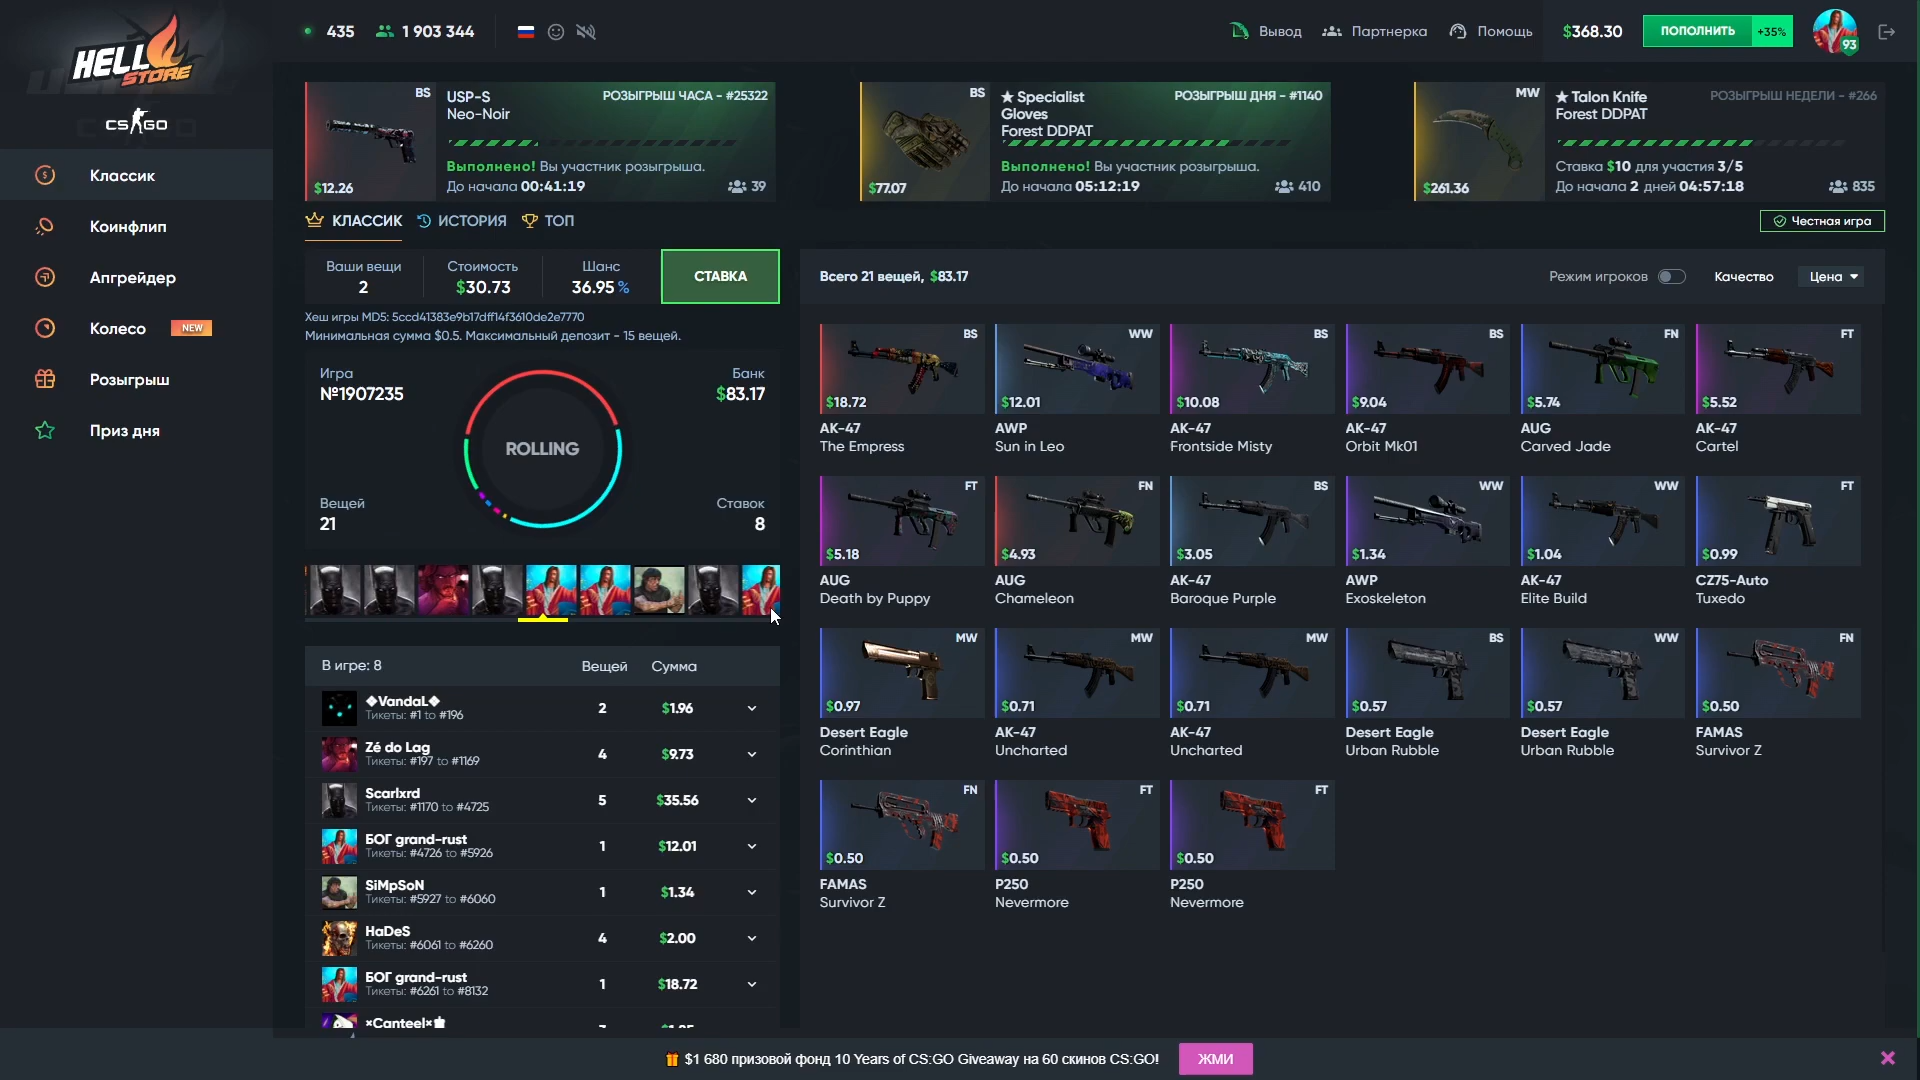 HELL
STORE
435
1 903 344
Вывод
Партнерка
Помощь
$368.30
ПОПОЛНИТЬ
+35%
93
CS GO
Классик
Коинфлип
Апгрейдер
Колесо NEW
Розыгрыш
Приз дня
BS
$12.26
USP-S
Neo-Noir
РОЗЫГРЫШ ЧАСА - #25322
Выполнено! Вы участник розыгрыша.
До начала 00:41:19
39
BS
$77.07
★ Specialist
Gloves
Forest DDPAT
РОЗЫГРЫШ ДНЯ - #1140
Выполнено! Вы участник розыгрыша.
До начала 05:12:19
410
MW
$261.36
★ Talon Knife
Forest DDPAT
РОЗЫГРЫШ НЕДЕЛИ - #266
Ставка $10 для участия 3/5
До начала 2 дней 04:57:18
835
КЛАССИК
ИСТОРИЯ
ТОП
Честная игра
Ваши вещи
2
Стоимость
$30.73
Шанс
36.95 %
СТАВКА
Хеш игры MD5: 5ccd41383e9b17dff14f3610de2e7770
Минимальная сумма $0.5. Максимальный депозит - 15 вещей.
Игра
№1907235
Банк
$83.17
ROLLING
Вещей
21
Ставок
8
В игре: 8
Вещей
Сумма
◆VandaL◆
Тикеты: #1 to #196
2
$1.96
Zé do Lag
Тикеты: #197 to #1169
4
$9.73
Scarlxrd
Тикеты: #1170 to #4725
5
$35.56
БОГ grand-rust
Тикеты: #4726 to #5926
1
$12.01
SiMpSoN
Тикеты: #5927 to #6060
1
$1.34
HaDeS
Тикеты: #6061 to #6260
4
$2.00
БОГ grand-rust
Тикеты: #6261 to #8132
1
$18.72
×Canteel×
Всего 21 вещей, $83.17
Режим игроков
Качество
Цена
BS
$18.72
AK-47
The Empress
WW
$12.01
AWP
Sun in Leo
BS
$10.08
AK-47
Frontside Misty
BS
$9.04
AK-47
Orbit Mk01
FN
$5.74
AUG
Carved Jade
FT
$5.52
AK-47
Cartel
FT
$5.18
AUG
Death by Puppy
FN
$4.93
AUG
Chameleon
BS
$3.05
AK-47
Baroque Purple
WW
$1.34
AWP
Exoskeleton
WW
$1.04
AK-47
Elite Build
FT
$0.99
CZ75-Auto
Tuxedo
MW
$0.97
Desert Eagle
Corinthian
MW
$0.71
AK-47
Uncharted
MW
$0.71
AK-47
Uncharted
BS
$0.57
Desert Eagle
Urban Rubble
WW
$0.57
Desert Eagle
Urban Rubble
FN
$0.50
FAMAS
Survivor Z
FN
$0.50
FAMAS
Survivor Z
FT
$0.50
P250
Nevermore
FT
$0.50
P250
Nevermore
$1 680 призовой фонд 10 Years of CS:GO Giveaway на 60 скинов CS:GO!
ЖМИ